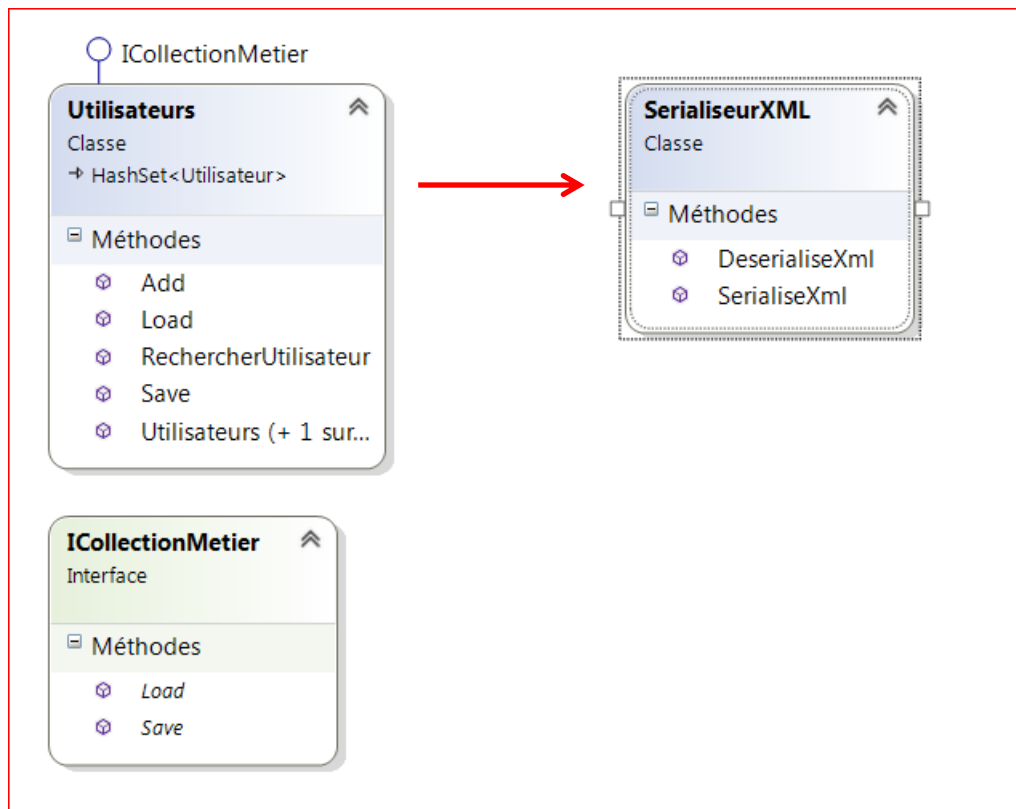 ICollectionMetier
Utilisateurs
Classe
HashSet<Utilisateur>
Méthodes
Add
Load
RechercherUtilisateur
Save
Utilisateurs (+ 1 sur...
SerialiseurXML
Classe
Méthodes
DeserialiseXml
SerialiseXml
ICollectionMetier
Interface
Méthodes
Load
Save